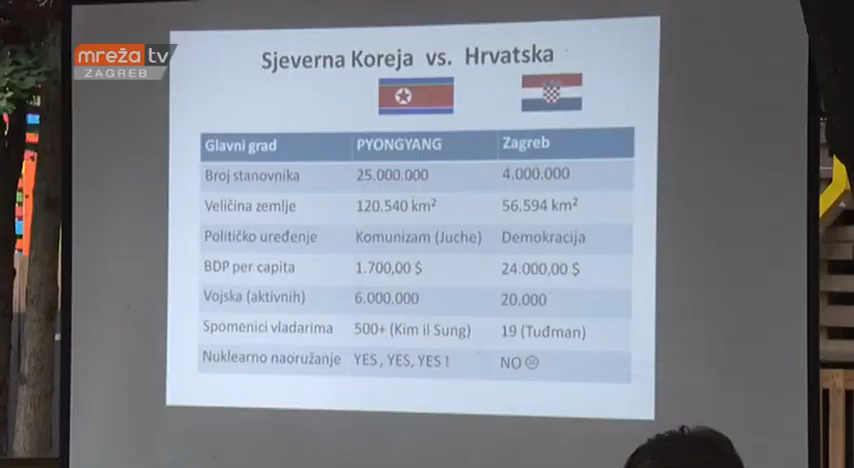 mreža tv
ZAGREB
Sjeverna Koreja vs. Hrvatska
Glavni grad PYONGYANG Zagreb
Broj stanovnika 25.000.000 4.000.000
Veličina zemlje 120.540 km² 56.594 km²
Političko uređenje Komunizam (Juche) Demokracija
BDP per capita 1.700,00 $ 24.000,00 $
Vojska (aktivnih) 6.000.000 20.000
Spomenici vladarima 500+ (Kim il Sung) 19 (Tuđman)
Nuklearno naoružanje YES , YES, YES ! NO ☹